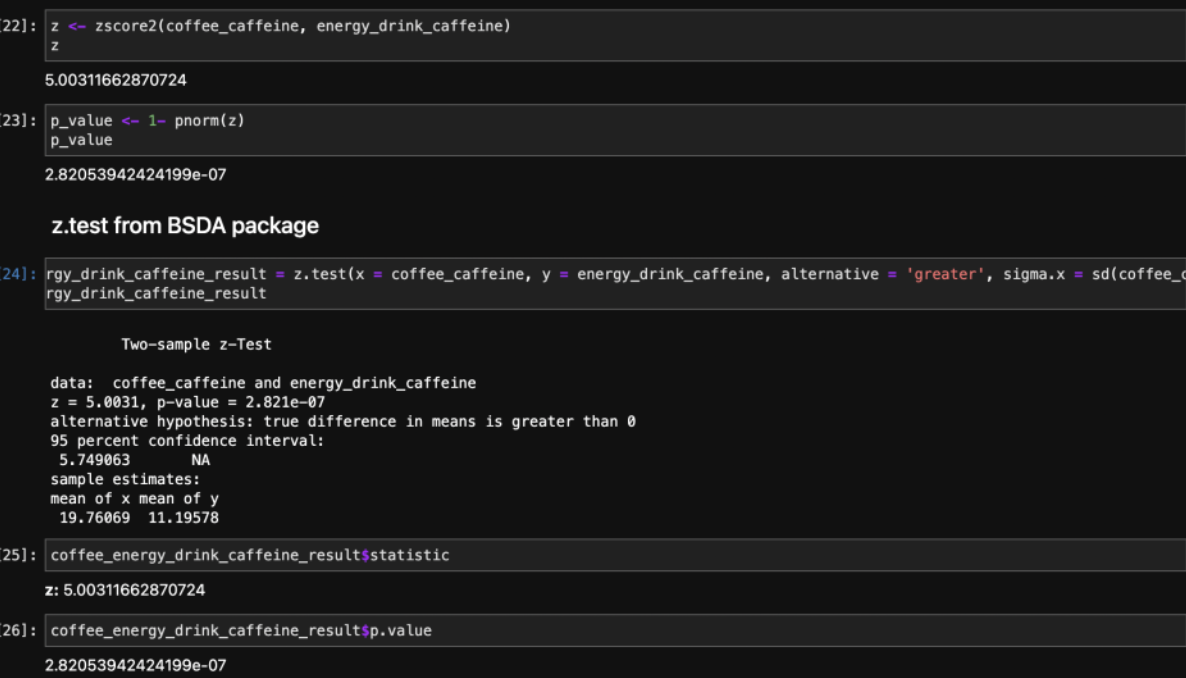 [22]: z <- zscore2(coffee_caffeine, energy_drink_caffeine)
z
5.00311662870724
[23]: p_value <- 1- pnorm(z)
p_value
2.82053942424199e-07
z.test from BSDA package
[24]: rgy_drink_caffeine_result = z.test(x = coffee_caffeine, y = energy_drink_caffeine, alternative = 'greater', sigma.x = sd(coffee_c
rgy_drink_caffeine_result
Two-sample z-Test
data:  coffee_caffeine and energy_drink_caffeine
z = 5.0031, p-value = 2.821e-07
alternative hypothesis: true difference in means is greater than 0
95 percent confidence interval:
5.749063       NA
sample estimates:
mean of x mean of y
19.76069  11.19578
[25]: coffee_energy_drink_caffeine_result$statistic
z: 5.00311662870724
[26]: coffee_energy_drink_caffeine_result$p.value
2.82053942424199e-07